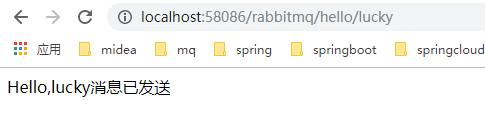 localhost:58086/rabbitmq/hello/lucky
应用 midea mq spring springboot springcloud
Hello,lucky消息已发送